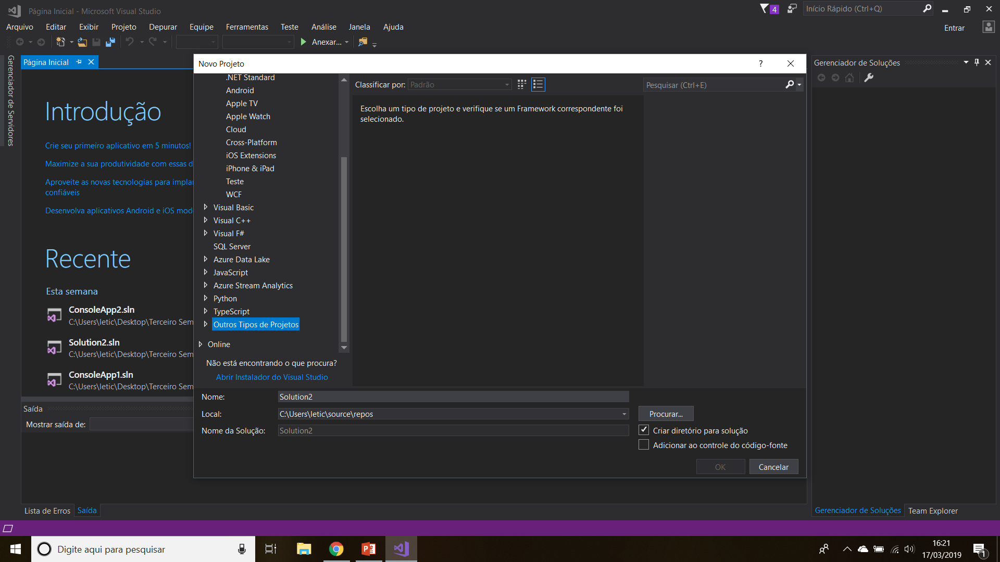 Página Inicial - Microsoft Visual Studio
4
Início Rápido (Ctrl+Q)
Arquivo Editar Exibir Projeto Depurar Equipe Ferramentas Teste Análise Janela Ajuda
Entrar
Anexar...
Gerenciador de Servidores
Página Inicial
Introdução
Crie seu primeiro aplicativo em 5 minutos!
Maximize a sua produtividade com essas d
Aproveite as novas tecnologias para implan
confiáveis
Desenvolva aplicativos Android e iOS mode
Recente
Esta semana
ConsoleApp2.sln
C:\Users\letic\Desktop\Terceiro Sem
Solution2.sln
C:\Users\letic\Desktop\Terceiro Sem
ConsoleApp1.sln
C:\Users\letic\Desktop\Terceiro Sem
Saída
Mostrar saída de:
Lista de Erros Saída
Novo Projeto
?
.NET Standard
Android
Apple TV
Apple Watch
Cloud
Cross-Platform
iOS Extensions
iPhone & iPad
Teste
WCF
Visual Basic
Visual C++
Visual F#
SQL Server
Azure Data Lake
JavaScript
Azure Stream Analytics
Python
TypeScript
Outros Tipos de Projetos
Online
Não está encontrando o que procura?
Abrir Instalador do Visual Studio
Classificar por: Padrão
Pesquisar (Ctrl+E)
Escolha um tipo de projeto e verifique se um Framework correspondente foi
selecionado.
Nome: Solution2
Local: C:\Users\letic\source\repos
Procurar...
Nome da Solução: Solution2
Criar diretório para solução
Adicionar ao controle do código-fonte
OK Cancelar
Gerenciador de Soluções
Gerenciador de Soluções Team Explorer
Digite aqui para pesquisar
16:21
17/03/2019
1